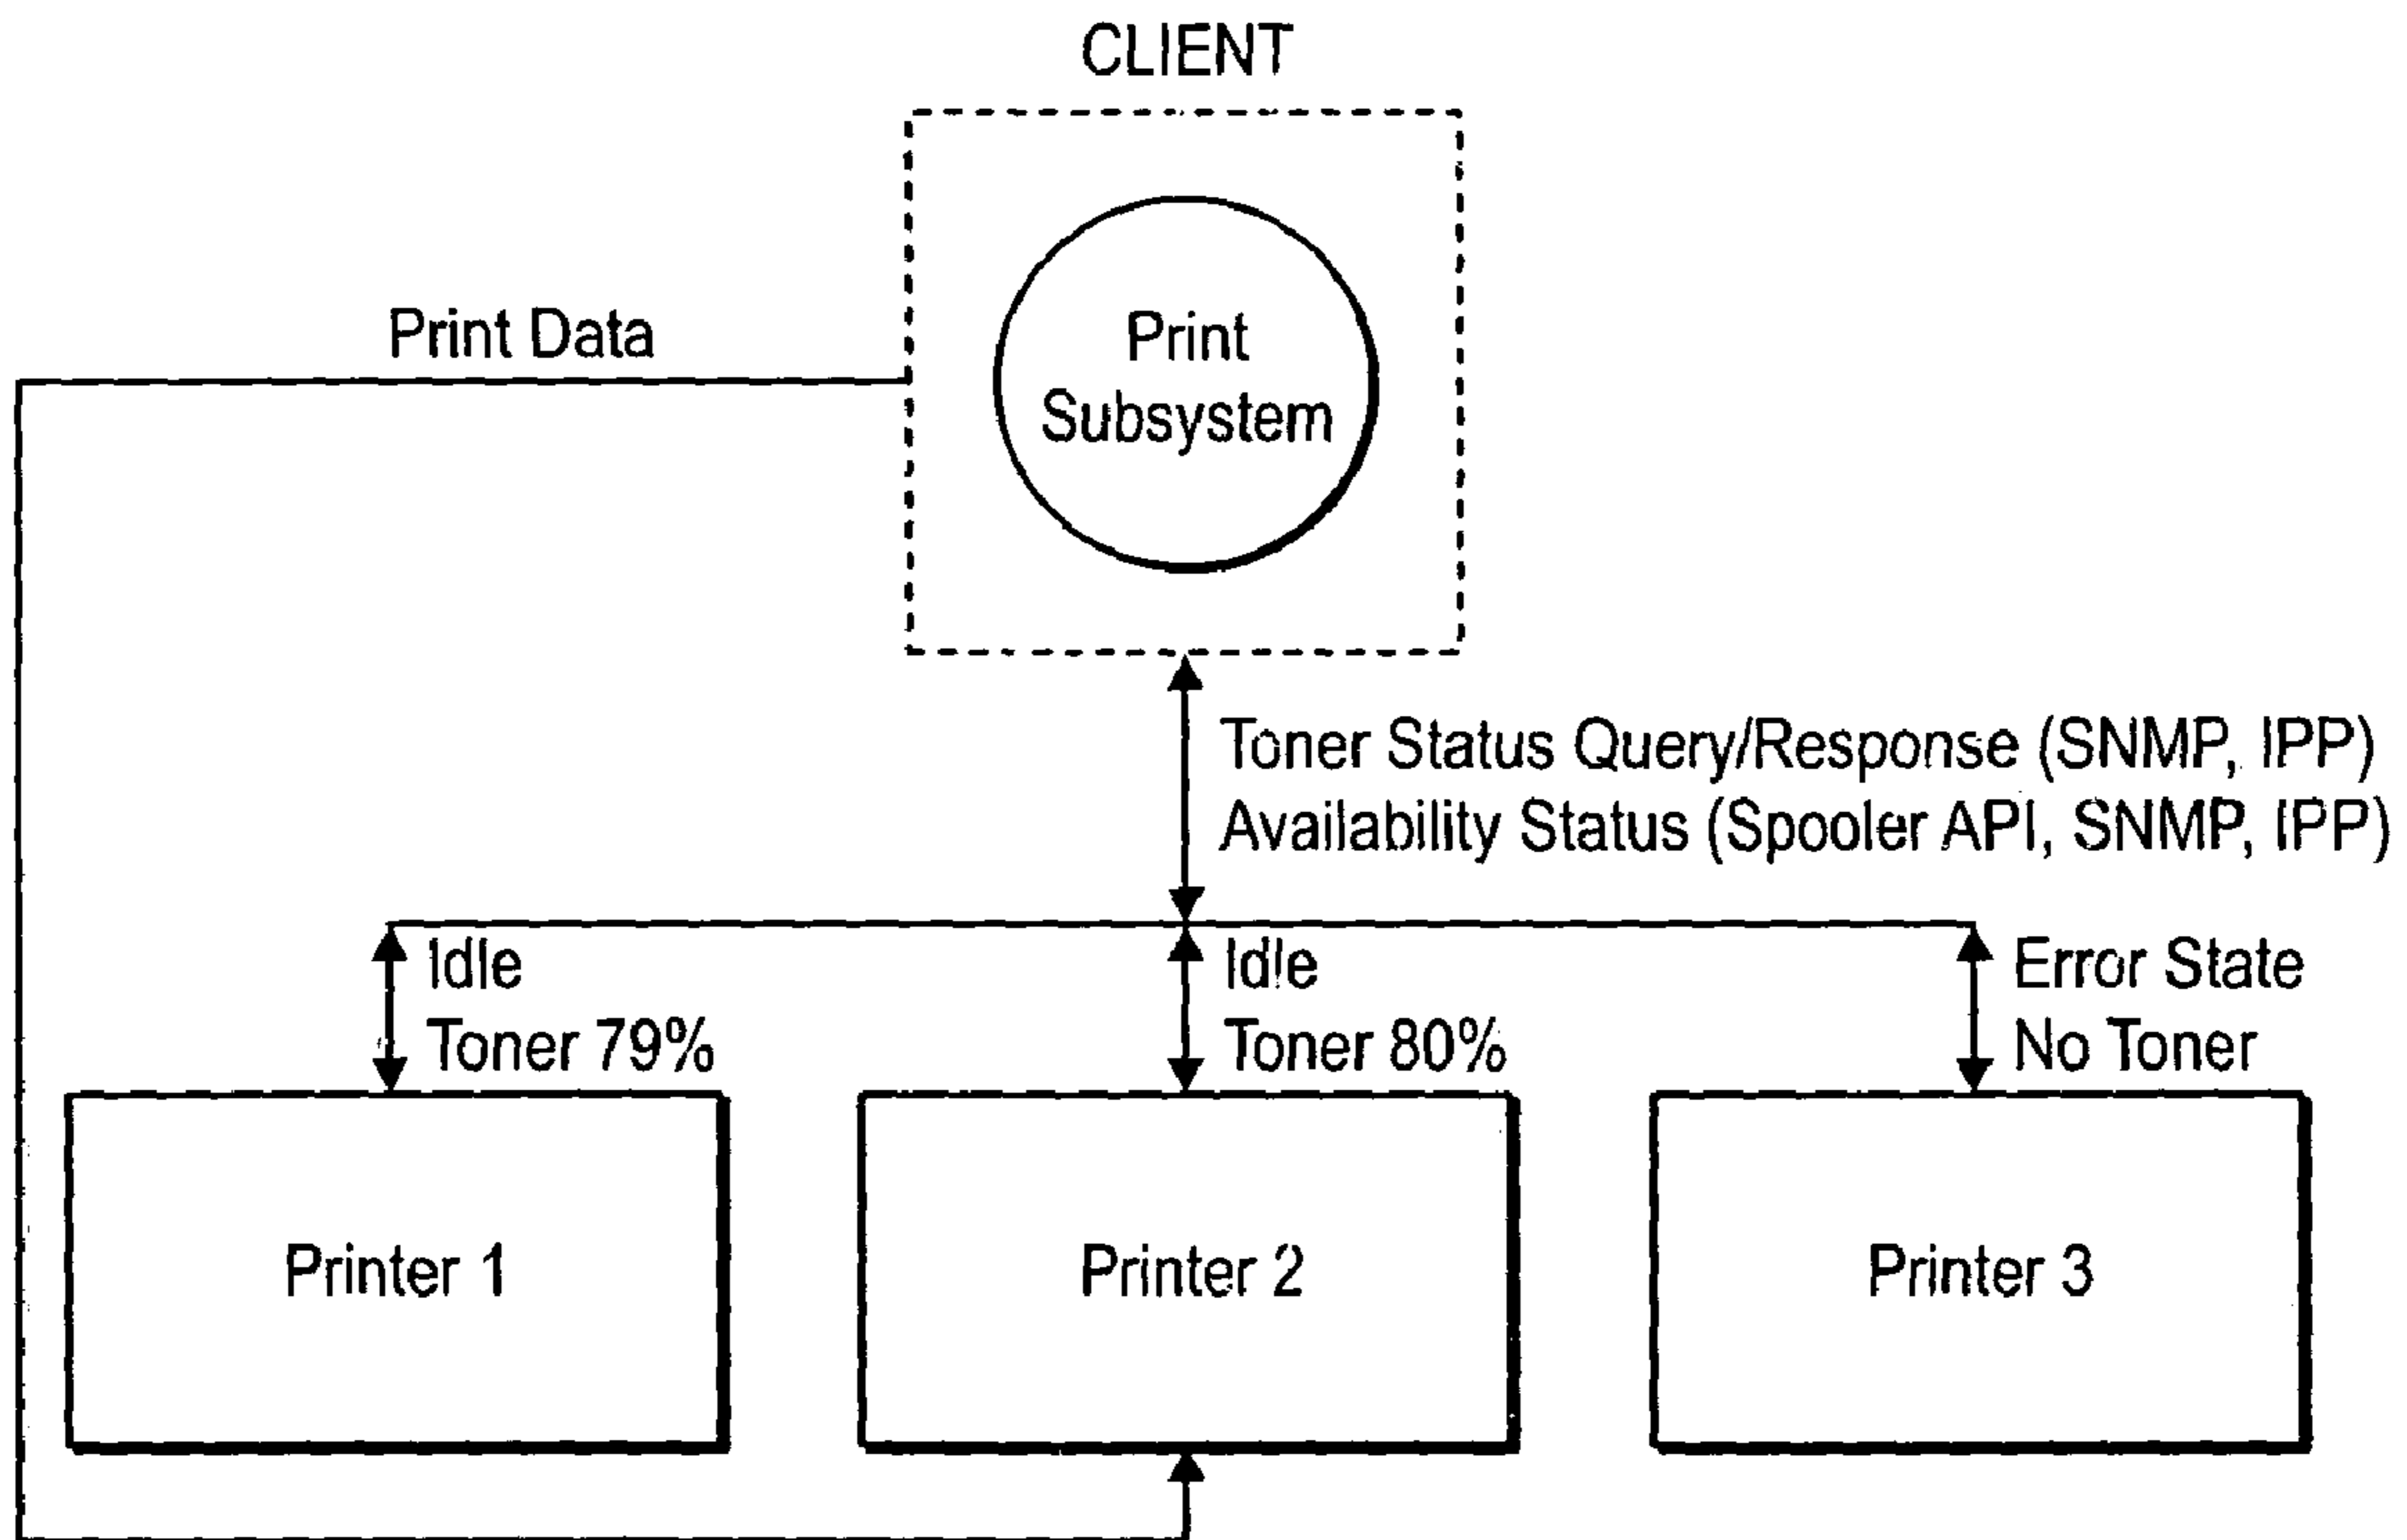 CLIENT
Print Data
Print
Subsystem
Toner Status Query/Response (SNMP, IPP)
Availability Status (Spooler API, SNMP, IPP)
Idle
Toner 79%
Idle
Toner 80%
Error State
No Toner
Printer 1
Printer 2
Printer 3